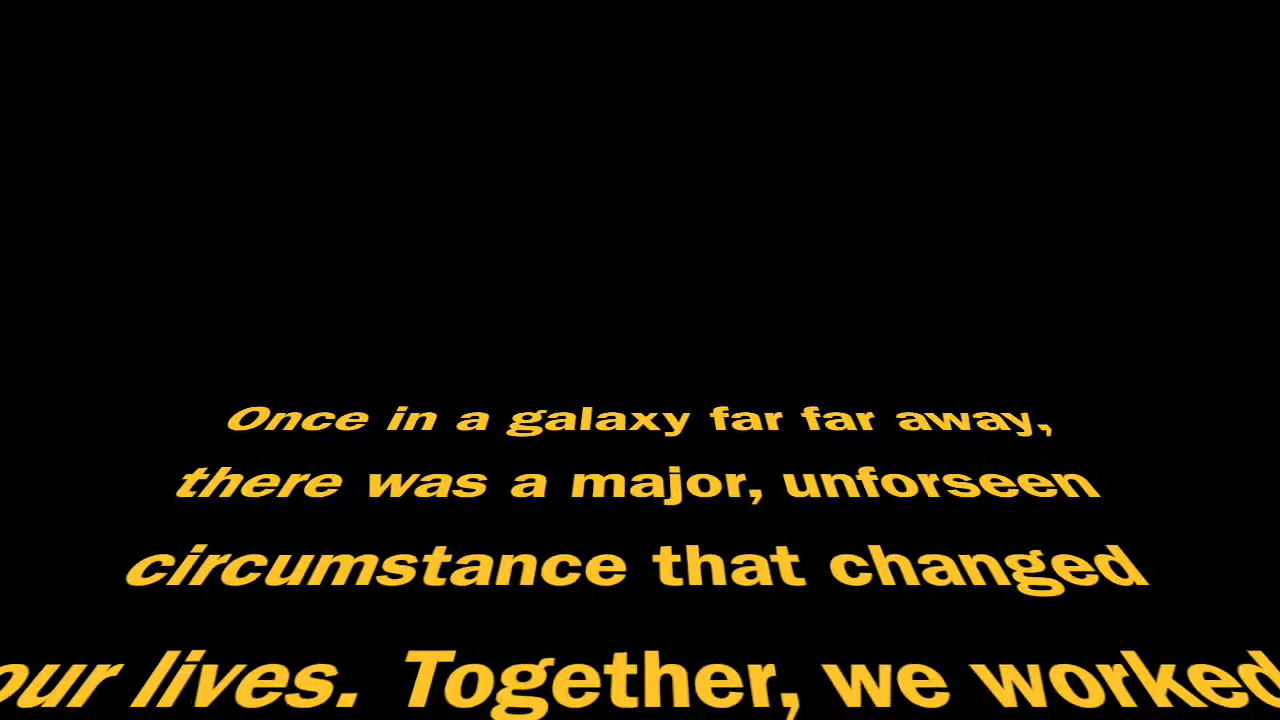 Once in a galaxy far far away,
there was a major, unforseen
circumstance that changed
our lives. Together, we worked